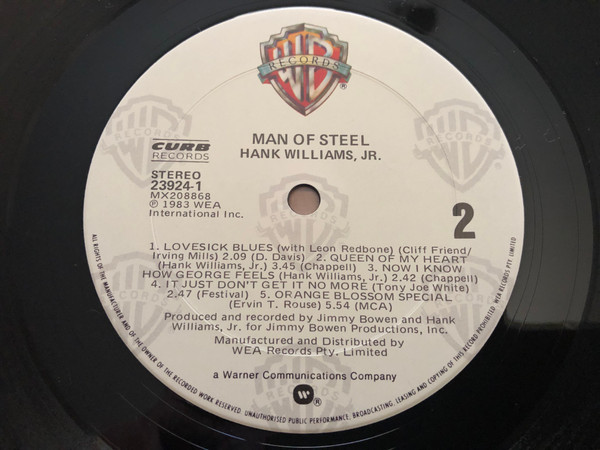 WB
RECORDS
®
MAN OF STEEL
HANK WILLIAMS, JR.
CURB
RECORDS
STEREO
23924-1
MX208868
℗ 1983 WEA
International Inc.
2
1. LOVESICK BLUES (with Leon Redbone) (Cliff Friend/
Irving Mills) 2.09 (D. Davis) 2. QUEEN OF MY HEART
(Hank Williams, Jr.) 3.45 (Chappell) 3. NOW I KNOW
HOW GEORGE FEELS (Hank Williams, Jr.) 2.42 (Chappell)
4. IT JUST DON'T GET IT NO MORE (Tony Joe White)
2.47 (Festival) 5. ORANGE BLOSSOM SPECIAL
(Ervin T. Rouse) 5.54 (MCA)
Produced and recorded by Jimmy Bowen and Hank
Williams, Jr. for Jimmy Bowen Productions, Inc.
Manufactured and Distributed by
WEA Records Pty. Limited
a Warner Communications Company
®
ALL RIGHTS OF THE MANUFACTURER AND OF THE OWNER OF THE RECORDED WORK RESERVED. UNAUTHORISED PUBLIC PERFORMANCE, BROADCASTING, LEASING AND COPYING OF THIS RECORD PROHIBITED. WEA RECORDS PTY. LIMITED